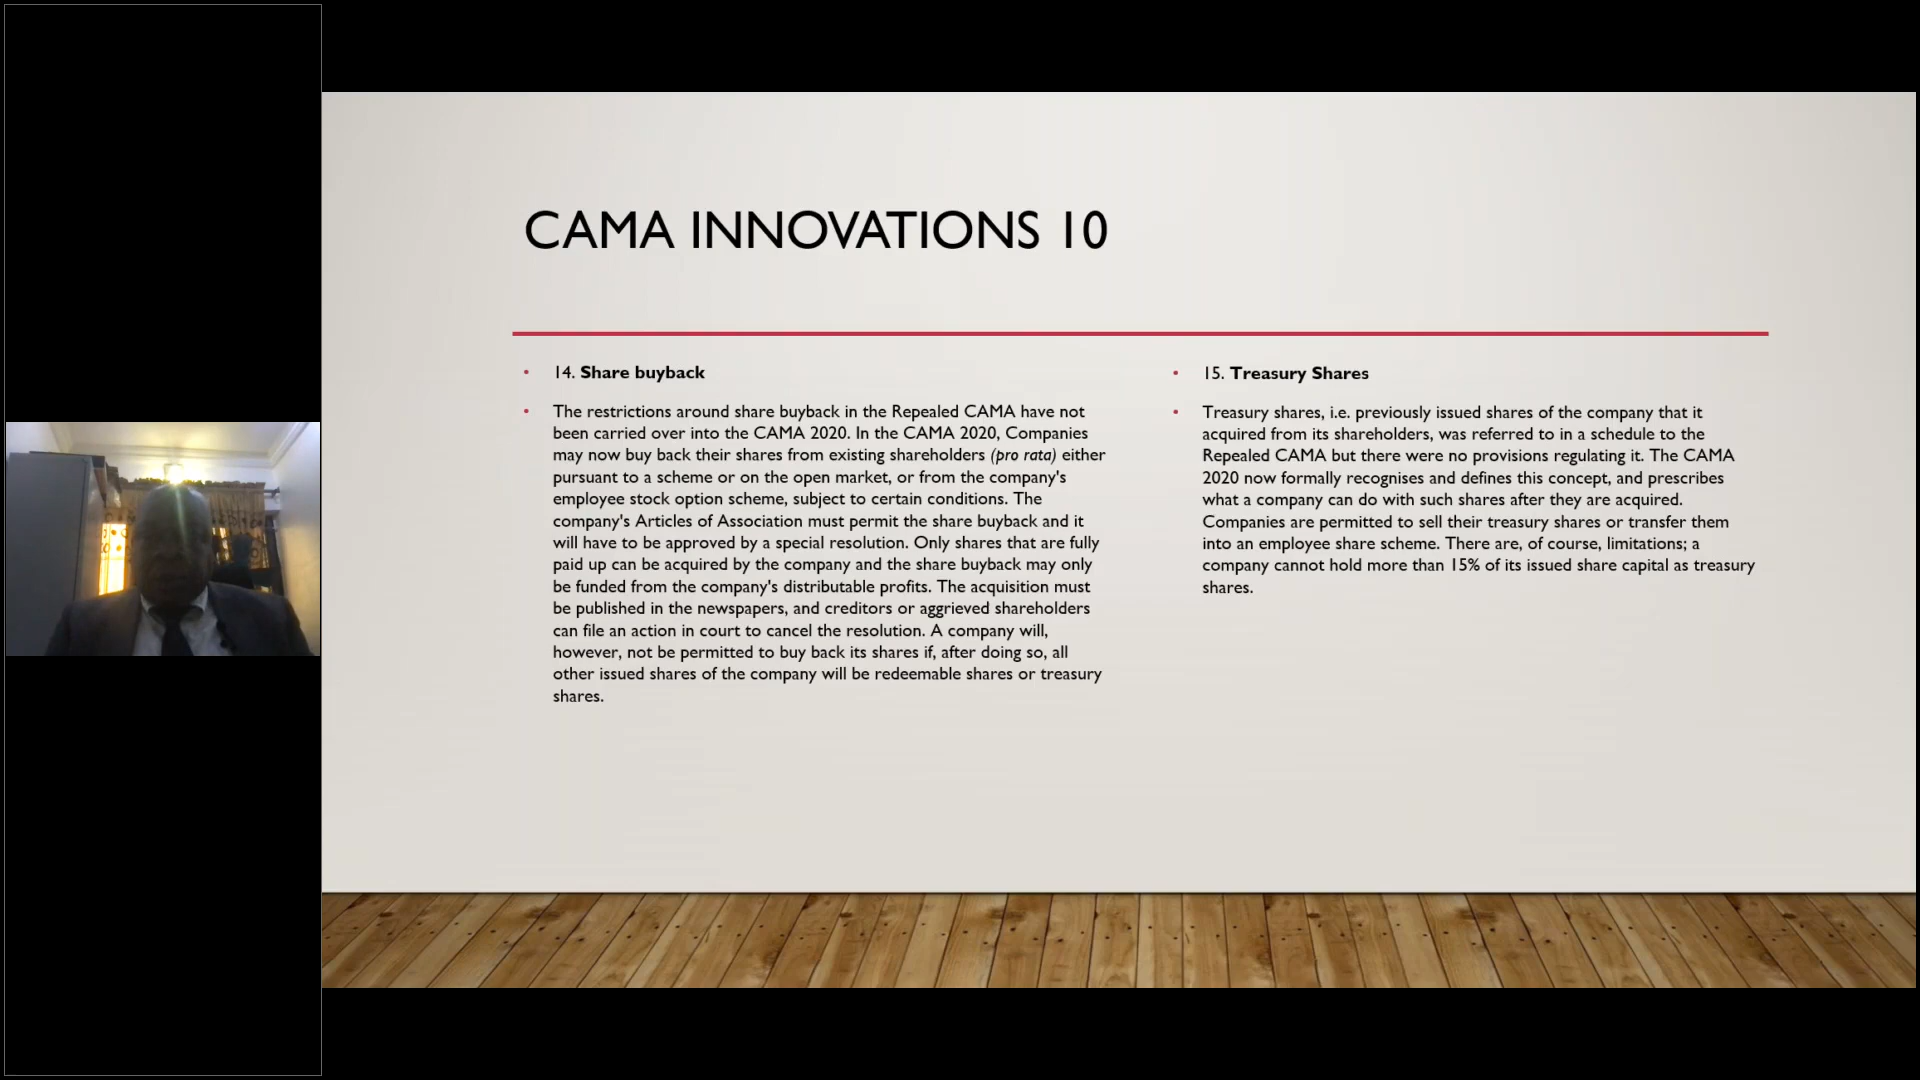 CAMA INNOVATIONS 10
• 14. Share buyback
• The restrictions around share buyback in the Repealed CAMA have not
been carried over into the CAMA 2020. In the CAMA 2020, Companies
may now buy back their shares from existing shareholders (pro rata) either
pursuant to a scheme or on the open market, or from the company's
employee stock option scheme, subject to certain conditions. The
company's Articles of Association must permit the share buyback and it
will have to be approved by a special resolution. Only shares that are fully
paid up can be acquired by the company and the share buyback may only
be funded from the company's distributable profits. The acquisition must
be published in the newspapers, and creditors or aggrieved shareholders
can file an action in court to cancel the resolution. A company will,
however, not be permitted to buy back its shares if, after doing so, all
other issued shares of the company will be redeemable shares or treasury
shares.
• 15. Treasury Shares
• Treasury shares, i.e. previously issued shares of the company that it
acquired from its shareholders, was referred to in a schedule to the
Repealed CAMA but there were no provisions regulating it. The CAMA
2020 now formally recognises and defines this concept, and prescribes
what a company can do with such shares after they are acquired.
Companies are permitted to sell their treasury shares or transfer them
into an employee share scheme. There are, of course, limitations; a
company cannot hold more than 15% of its issued share capital as treasury
shares.